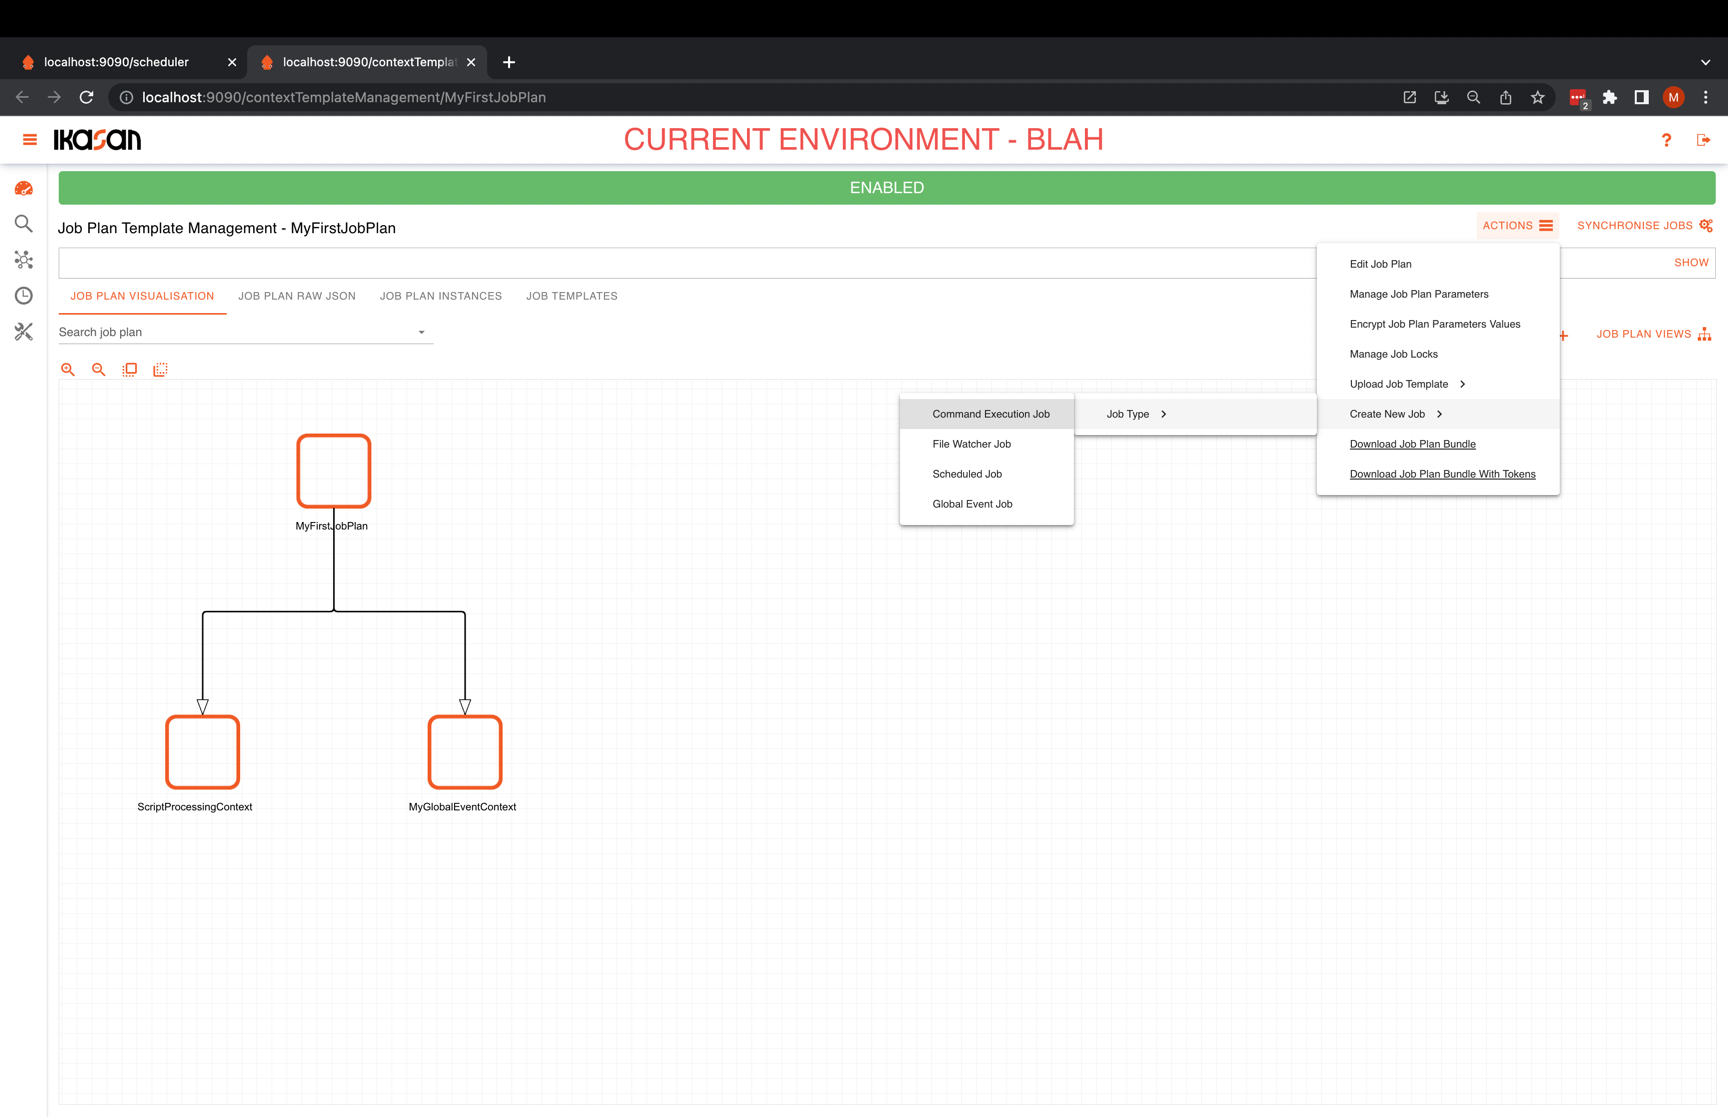 localhost:9090/scheduler
localhost:9090/contextTempla
localhost:9090/contextTemplateManagement/MyFirstJobPlan
2
M
IKASAN
CURRENT ENVIRONMENT - BLAH
?
ENABLED
Job Plan Template Management - MyFirstJobPlan
ACTIONS
SYNCHRONISE JOBS
SHOW
JOB PLAN VISUALISATION
JOB PLAN RAW JSON
JOB PLAN INSTANCES
JOB TEMPLATES
Search job plan
JOB PLAN VIEWS
Edit Job Plan
Manage Job Plan Parameters
Encrypt Job Plan Parameters Values
Manage Job Locks
Upload Job Template
Create New Job
Download Job Plan Bundle
Download Job Plan Bundle With Tokens
Job Type
Command Execution Job
File Watcher Job
Scheduled Job
Global Event Job
MyFirstJobPlan
ScriptProcessingContext
MyGlobalEventContext